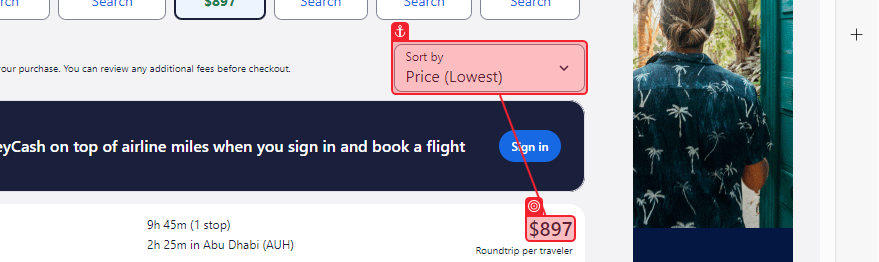 Search
$897
Search
Search
Search
Sort by
Price (Lowest)
your purchase. You can review any additional fees before checkout.
eyCash on top of airline miles when you sign in and book a flight
Sign in
9h 45m (1 stop)
2h 25m in Abu Dhabi (AUH)
$897
Roundtrip per traveler